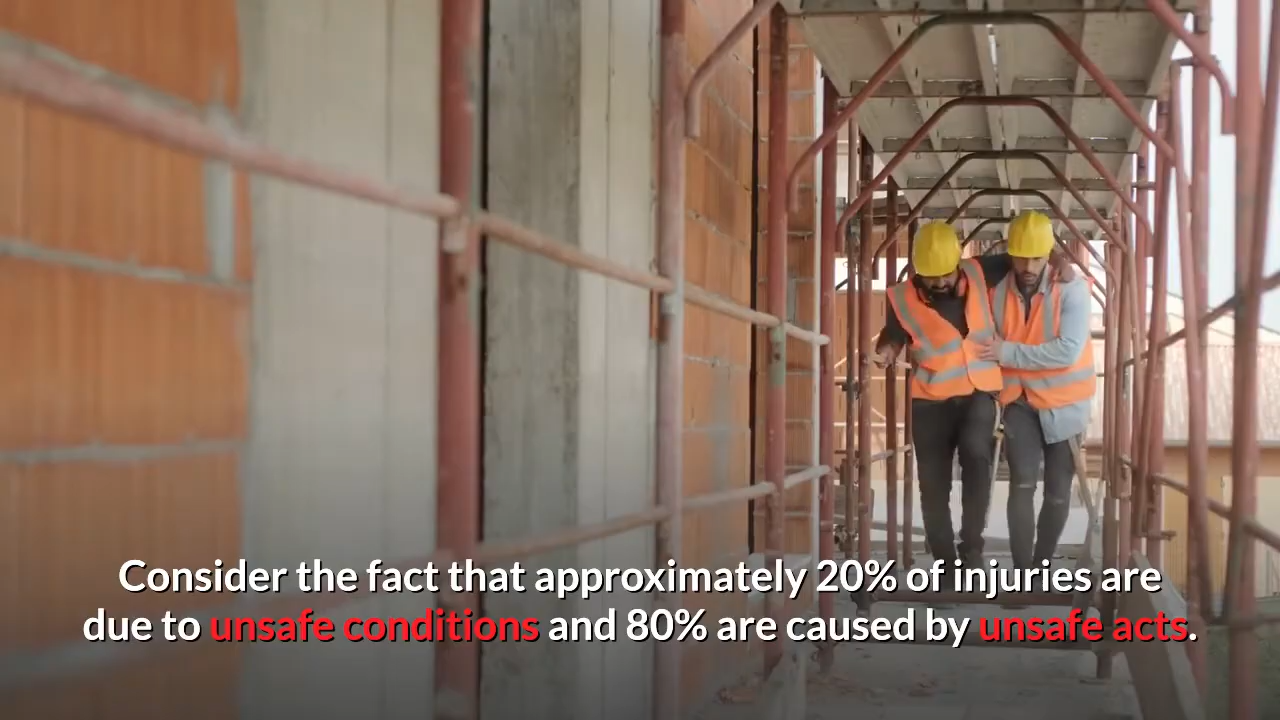 Consider the fact that approximately 20% of injuries are
due to unsafe conditions and 80% are caused by unsafe acts.